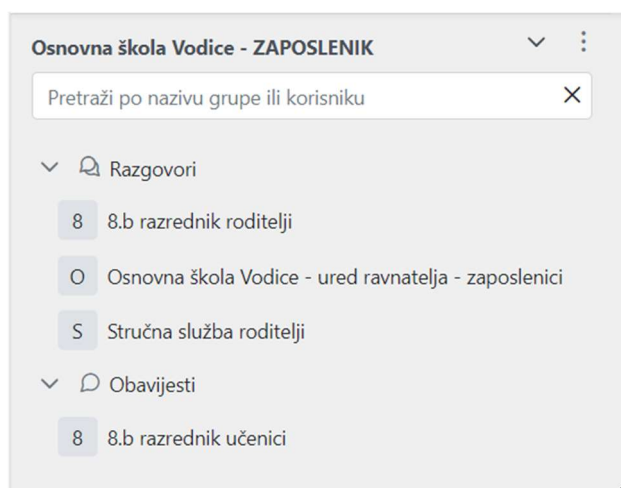 Osnovna škola Vodice - ZAPOSLENIK
Pretraži po nazivu grupe ili korisniku
Razgovori
8 8.b razrednik roditelji
O Osnovna škola Vodice - ured ravnatelja - zaposlenici
S Stručna služba roditelji
Obavijesti
8 8.b razrednik učenici